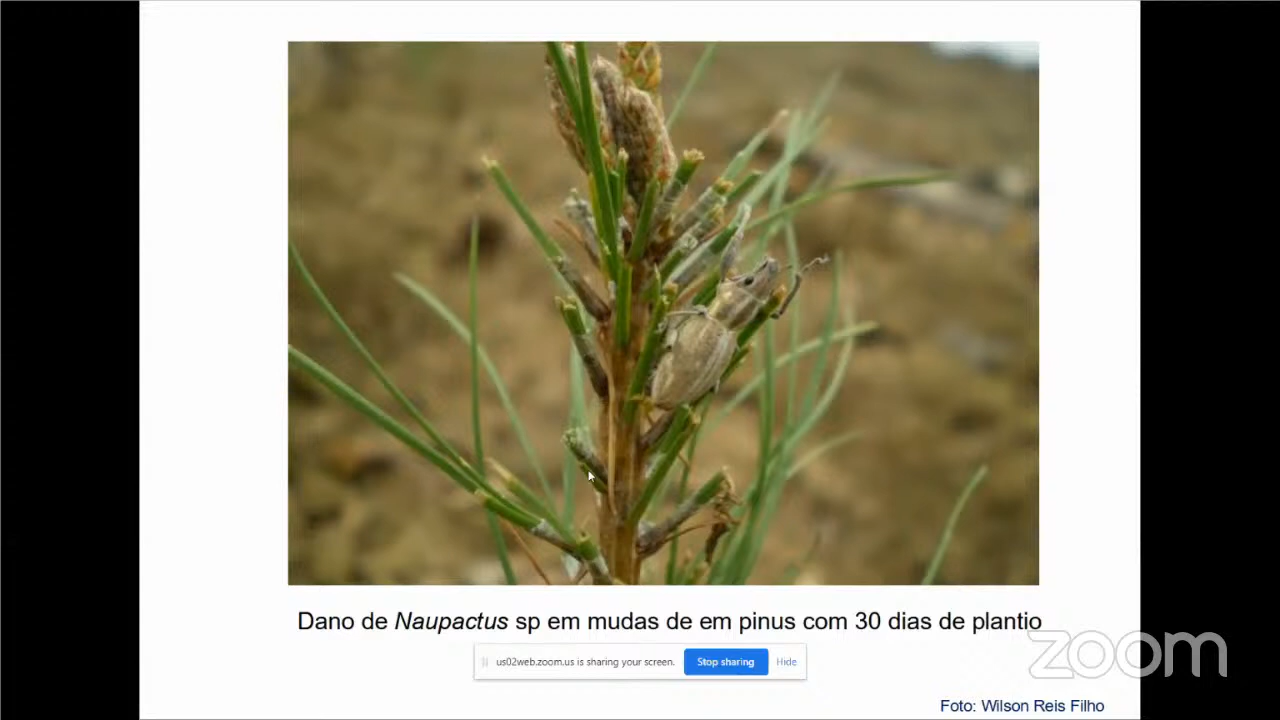 Dano de Naupactus sp em mudas de em pinus com 30 dias de plantio
us02web.zoom.us is sharing your screen. Stop sharing Hide
zoom
Foto: Wilson Reis Filho